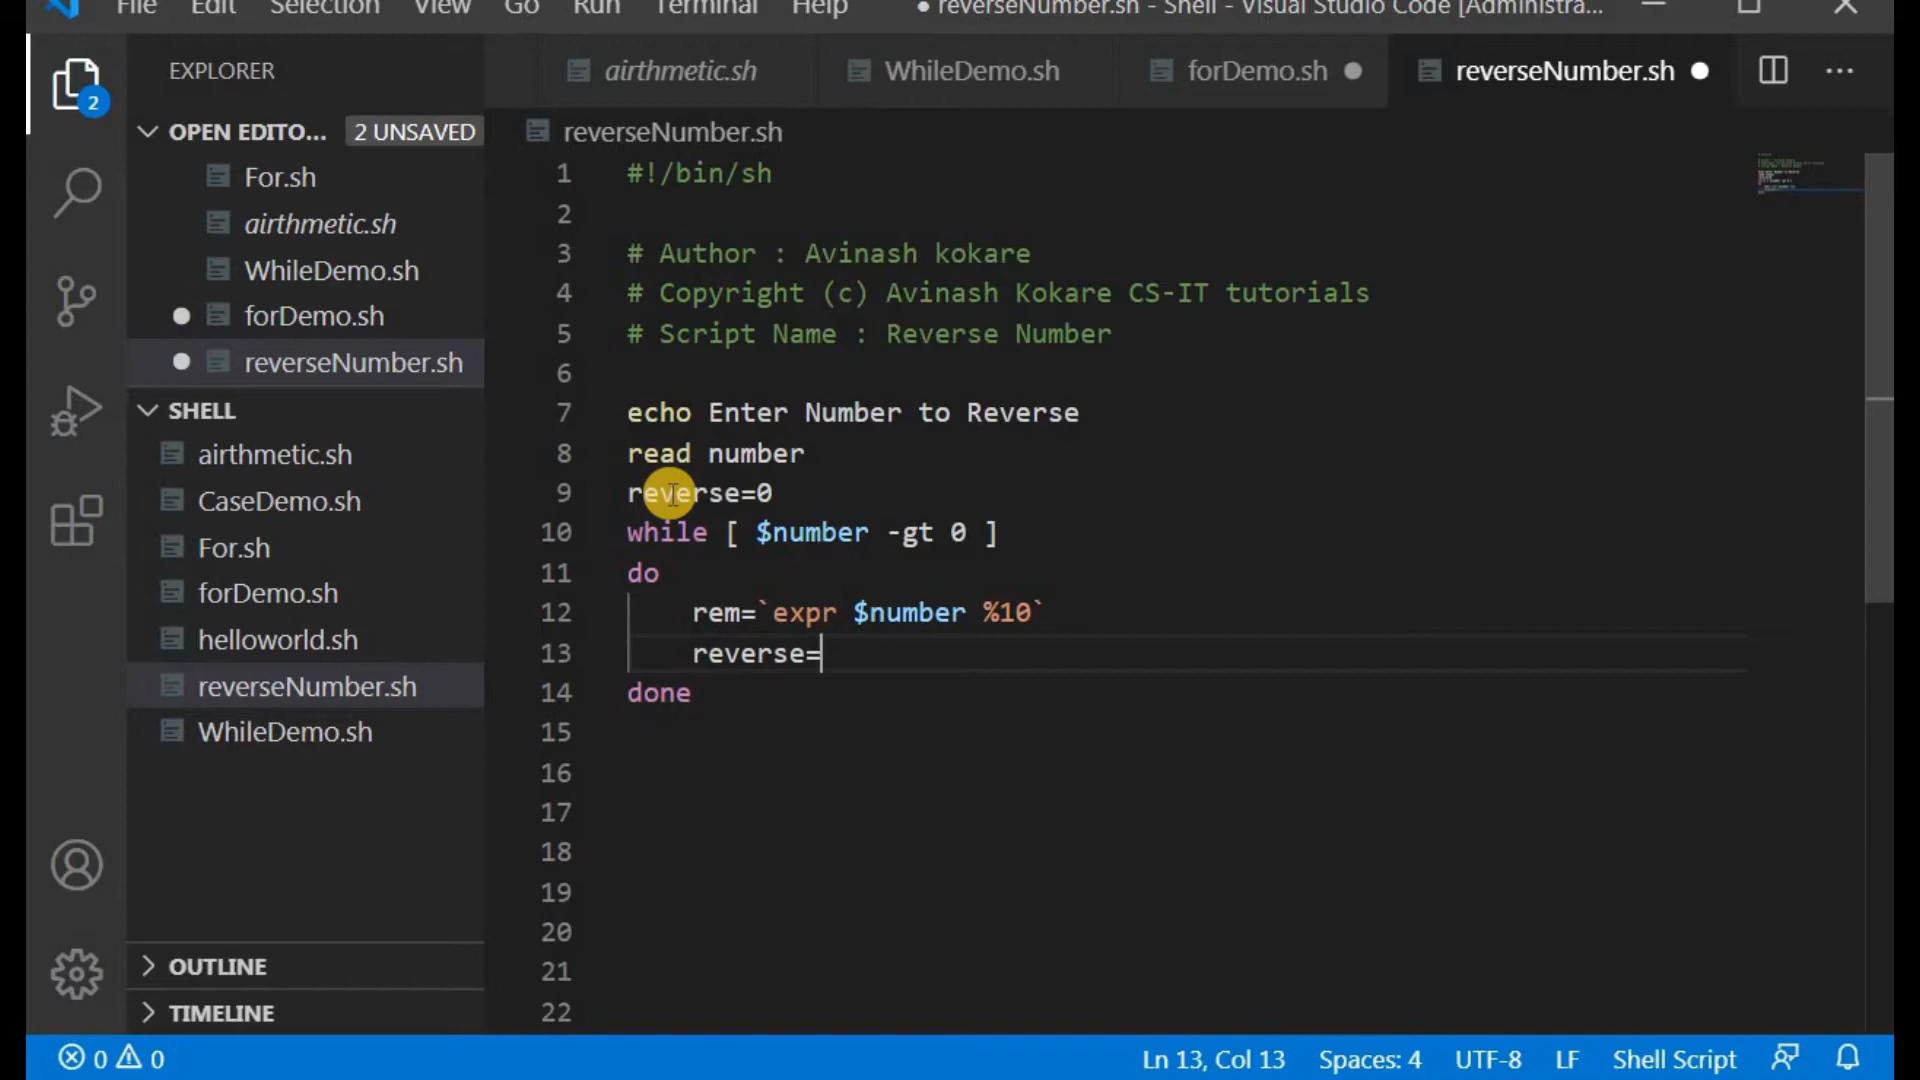 File Edit Selection View Go Run Terminal Help ● reverseNumber.sh - Shell - Visual Studio Code [Administra...
EXPLORER
2
OPEN EDITO... 2 UNSAVED
For.sh
airthmetic.sh
WhileDemo.sh
forDemo.sh
reverseNumber.sh
SHELL
airthmetic.sh
CaseDemo.sh
For.sh
forDemo.sh
helloworld.sh
reverseNumber.sh
WhileDemo.sh
OUTLINE
TIMELINE
airthmetic.sh WhileDemo.sh forDemo.sh reverseNumber.sh
reverseNumber.sh
1 #!/bin/sh
2
3 # Author : Avinash kokare
4 # Copyright (c) Avinash Kokare CS-IT tutorials
5 # Script Name : Reverse Number
6
7 echo Enter Number to Reverse
8 read number
9 reverse=0
10 while [ $number -gt 0 ]
11 do
12 rem=`expr $number %10`
13 reverse=
14 done
15
16
17
18
19
20
21
22
0 0 Ln 13, Col 13 Spaces: 4 UTF-8 LF Shell Script